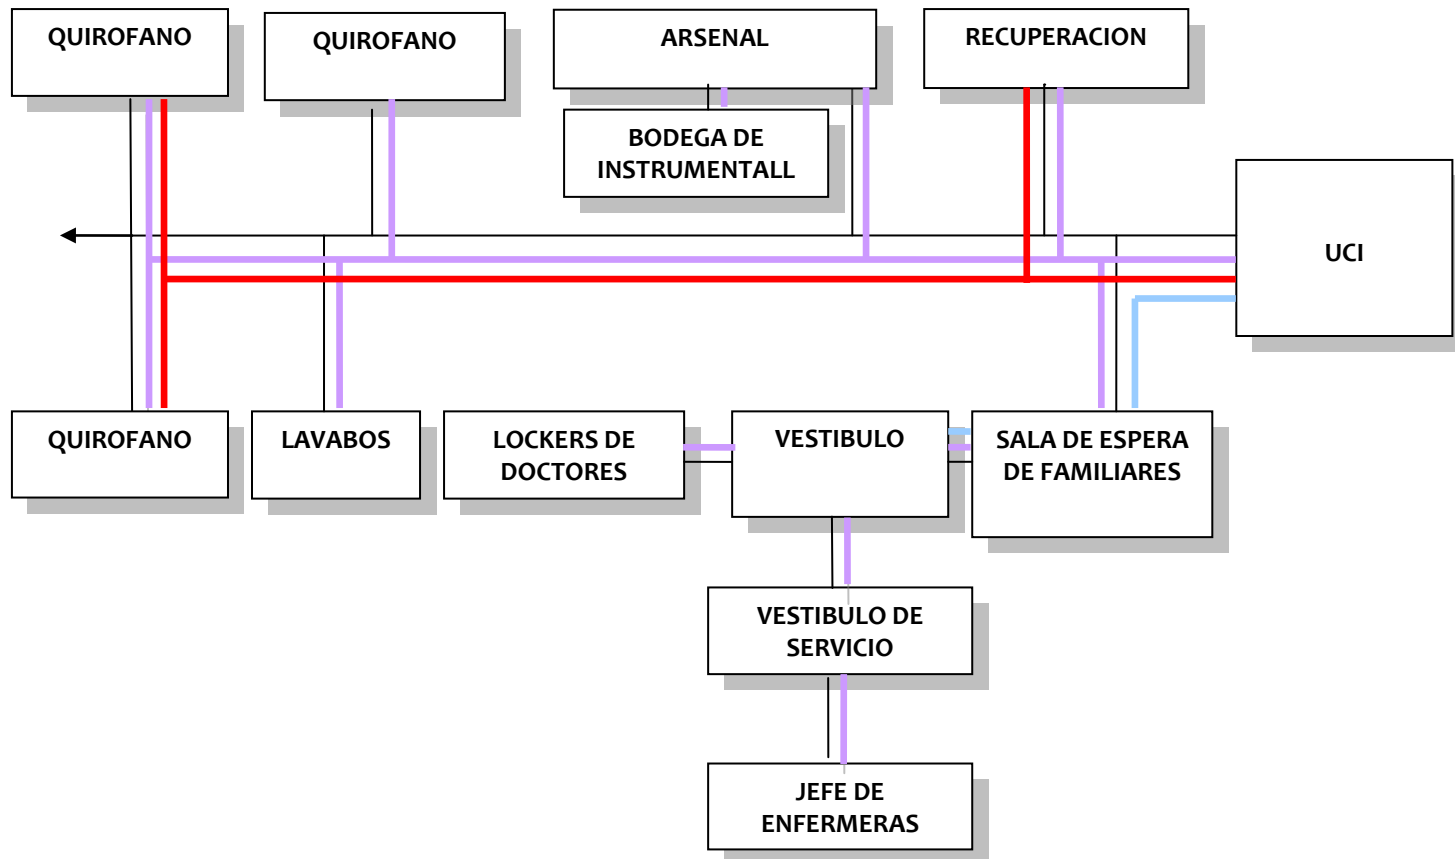 QUIROFANO
QUIROFANO
ARSENAL
RECUPERACION
BODEGA DE
INSTRUMENTALL
UCI
QUIROFANO
LAVABOS
LOCKERS DE
DOCTORES
VESTIBULO
SALA DE ESPERA
DE FAMILIARES
VESTIBULO DE
SERVICIO
JEFE DE
ENFERMERAS